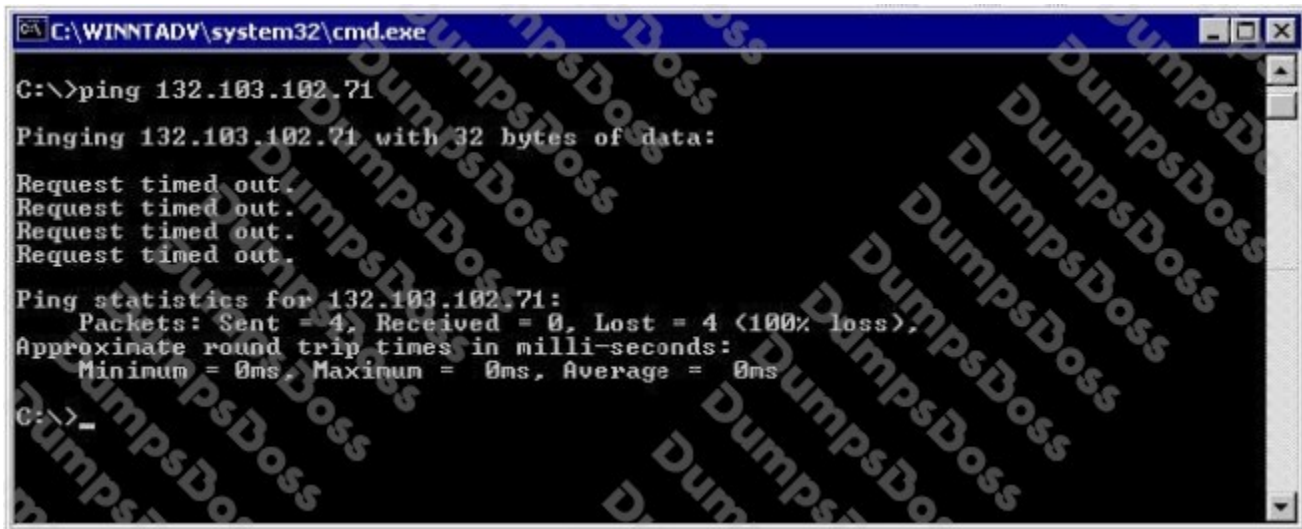 C:\WINNTADV\system32\cmd.exe
C:\>ping 132.103.102.71
Pinging 132.103.102.71 with 32 bytes of data:
Request timed out.
Request timed out.
Request timed out.
Request timed out.
Ping statistics for 132.103.102.71:
Packets: Sent = 4, Received = 0, Lost = 4 (100% loss),
Approximate round trip times in milli-seconds:
Minimum = 0ms, Maximum =  0ms, Average =  0ms
C:\>_
DumpsDoss